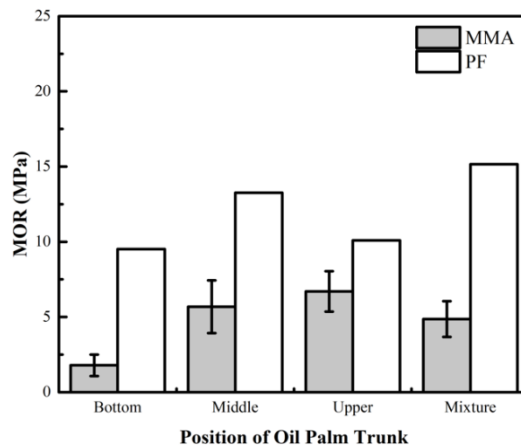 25
20
15
10
5
0
MOR (MPa)
MMA
PF
Bottom Middle Upper Mixture
Position of Oil Palm Trunk